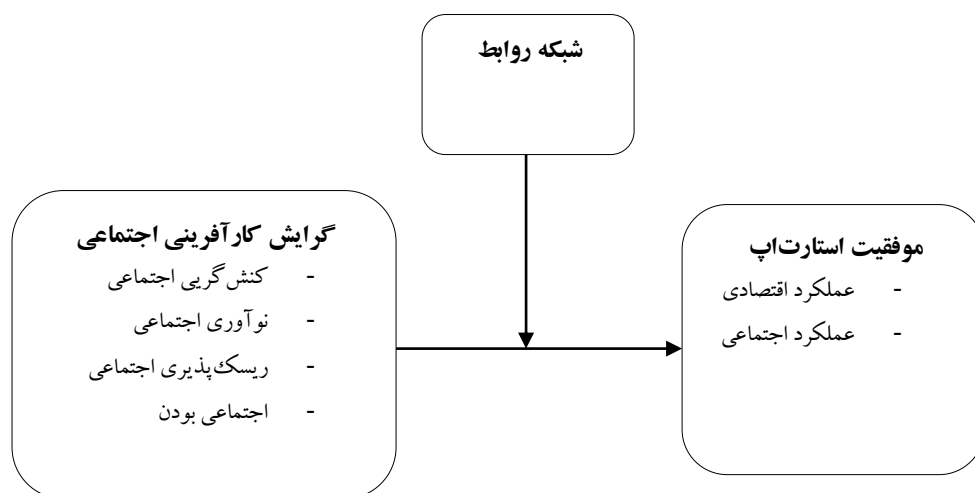 شبکه روابط
گرایش کارآفرینی اجتماعی
- کنش‌گریی اجتماعی
- نوآوری اجتماعی
- ریسک‌پذیری اجتماعی
- اجتماعی بودن
موفقیت استارت‌اپ
- عملکرد اقتصادی
- عملکرد اجتماعی